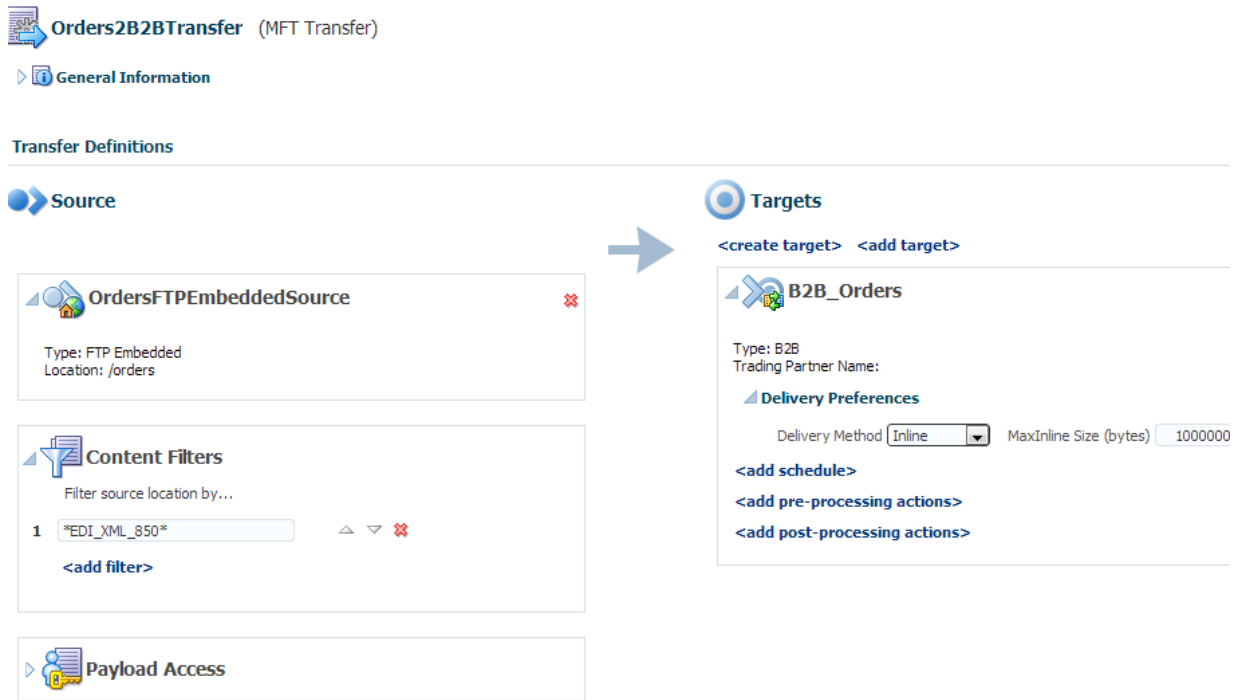 Orders2B2BTransfer (MFT Transfer)
General Information
Transfer Definitions
Source
OrdersFTPEmbeddedSource
Type: FTP Embedded
Location: /orders
Content Filters
Filter source location by...
1 *EDI_XML_850*
<add filter>
Payload Access
Targets
<create target> <add target>
B2B_Orders
Type: B2B
Trading Partner Name:
Delivery Preferences
Delivery Method Inline MaxInline Size (bytes) 1000000
<add schedule>
<add pre-processing actions>
<add post-processing actions>